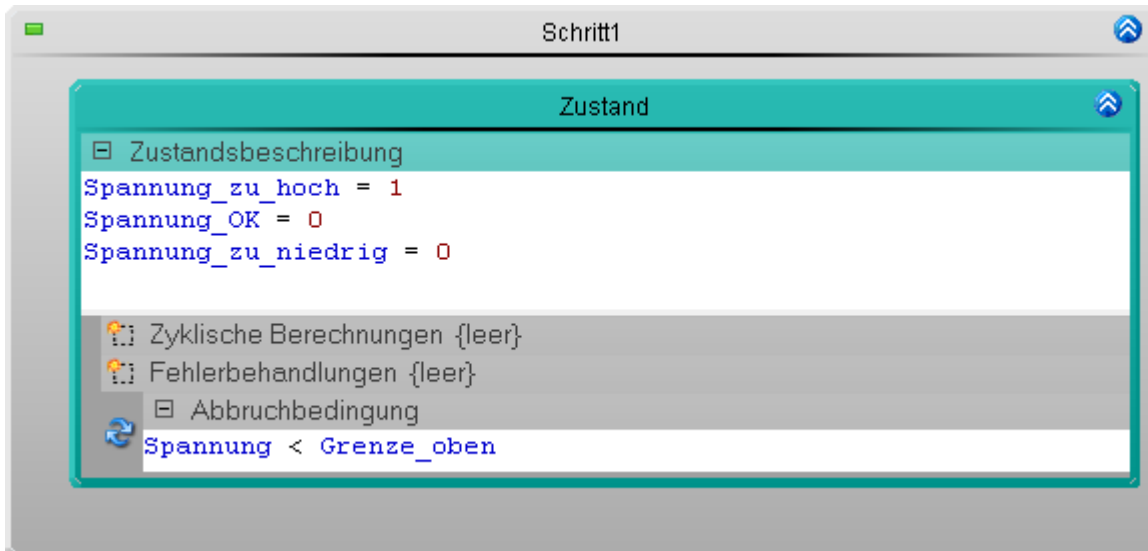 Schritt1
Zustand
Zustandsbeschreibung
Spannung_zu_hoch = 1
Spannung_OK = 0
Spannung_zu_niedrig = 0
Zyklische Berechnungen {leer}
Fehlerbehandlungen {leer}
Abbruchbedingung
Spannung < Grenze_oben